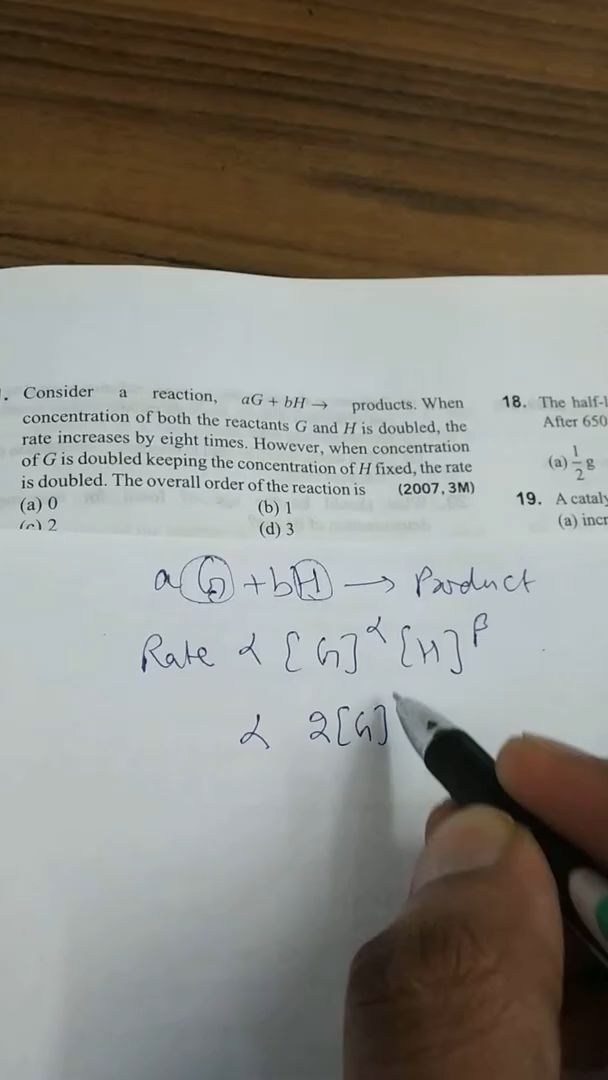 . Consider a reaction, aG + bH → products. When
concentration of both the reactants G and H is doubled, the
rate increases by eight times. However, when concentration
of G is doubled keeping the concentration of H fixed, the rate
is doubled. The overall order of the reaction is (2007, 3M)
(a) 0 (b) 1
(c) 2 (d) 3
18. The half-l
After 650
(a) 1/2 g
19. A cataly
(a) incr
aG + bH → Product
Rate α [G]^α [H]^β
α 2[G]